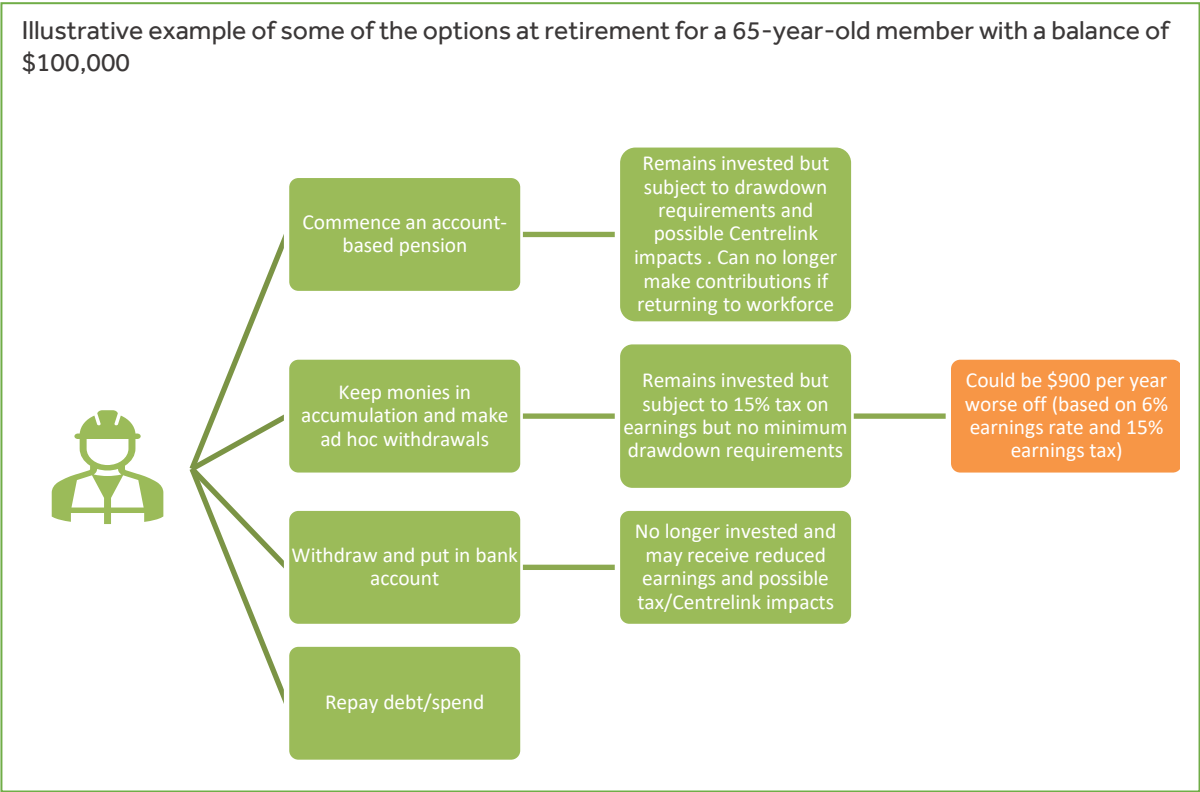 Illustrative example of some of the options at retirement for a 65-year-old member with a balance of
$100,000
Commence an account-
based pension
Remains invested but
subject to drawdown
requirements and
possible Centrelink
impacts . Can no longer
make contributions if
returning to workforce
Keep monies in
accumulation and make
ad hoc withdrawals
Remains invested but
subject to 15% tax on
earnings but no minimum
drawdown requirements
Could be $900 per year
worse off (based on 6%
earnings rate and 15%
earnings tax)
Withdraw and put in bank
account
No longer invested and
may receive reduced
earnings and possible
tax/Centrelink impacts
Repay debt/spend